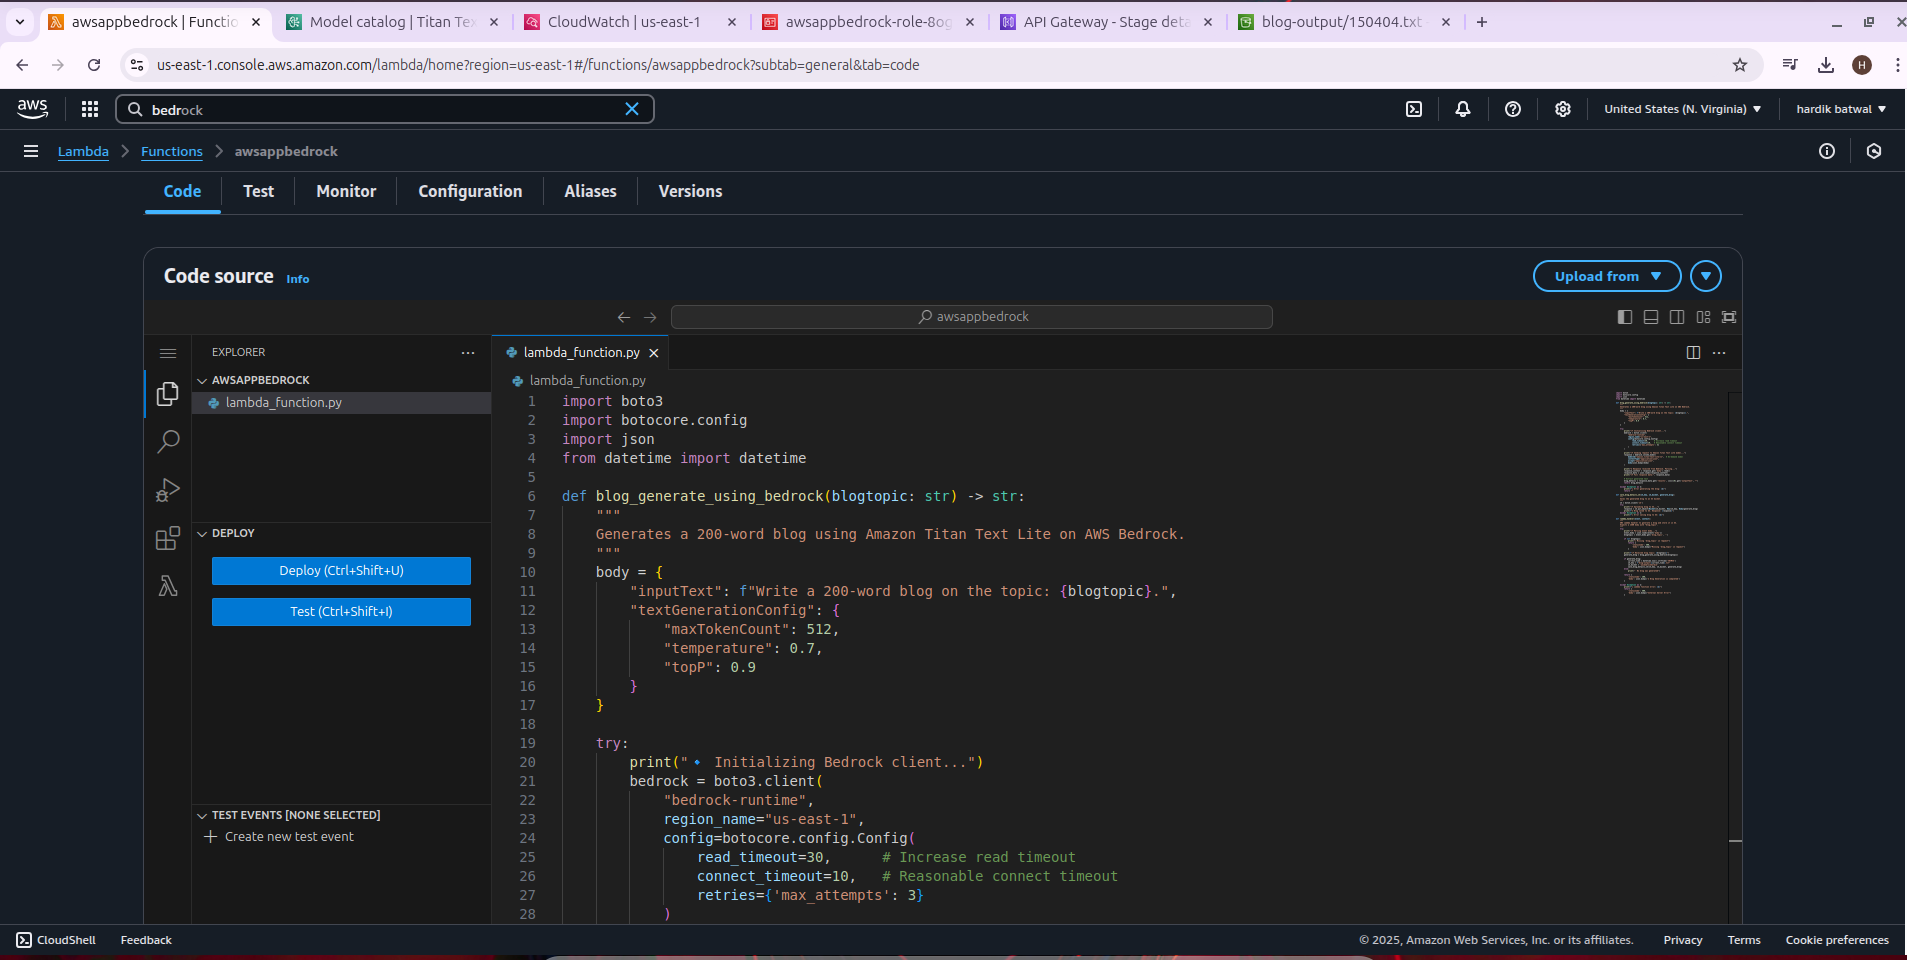 awsappbedrock | Functio
Model catalog | Titan Tex
CloudWatch | us-east-1
awsappbedrock-role-8og
API Gateway - Stage deta
blog-output/150404.txt
us-east-1.console.aws.amazon.com/lambda/home?region=us-east-1#/functions/awsappbedrock?subtab=general&tab=code
H
aws
bedrock
United States (N. Virginia)
hardik batwal
Lambda
Functions
awsappbedrock
Code
Test
Monitor
Configuration
Aliases
Versions
Code source
Info
Upload from
awsappbedrock
EXPLORER
AWSAPPBEDROCK
lambda_function.py
DEPLOY
Deploy (Ctrl+Shift+U)
Test (Ctrl+Shift+I)
TEST EVENTS [NONE SELECTED]
Create new test event
lambda_function.py
lambda_function.py
1 import boto3
2 import botocore.config
3 import json
4 from datetime import datetime
5
6 def blog_generate_using_bedrock(blogtopic: str) -> str:
7     """
8     Generates a 200-word blog using Amazon Titan Text Lite on AWS Bedrock.
9     """
10     body = {
11         "inputText": f"Write a 200-word blog on the topic: {blogtopic}.",
12         "textGenerationConfig": {
13             "maxTokenCount": 512,
14             "temperature": 0.7,
15             "topP": 0.9
16         }
17     }
18
19     try:
20         print("🔹 Initializing Bedrock client...")
21         bedrock = boto3.client(
22             "bedrock-runtime",
23             region_name="us-east-1",
24             config=botocore.config.Config(
25                 read_timeout=30,      # Increase read timeout
26                 connect_timeout=10,   # Reasonable connect timeout
27                 retries={'max_attempts': 3}
28             )
CloudShell
Feedback
© 2025, Amazon Web Services, Inc. or its affiliates.
Privacy
Terms
Cookie preferences